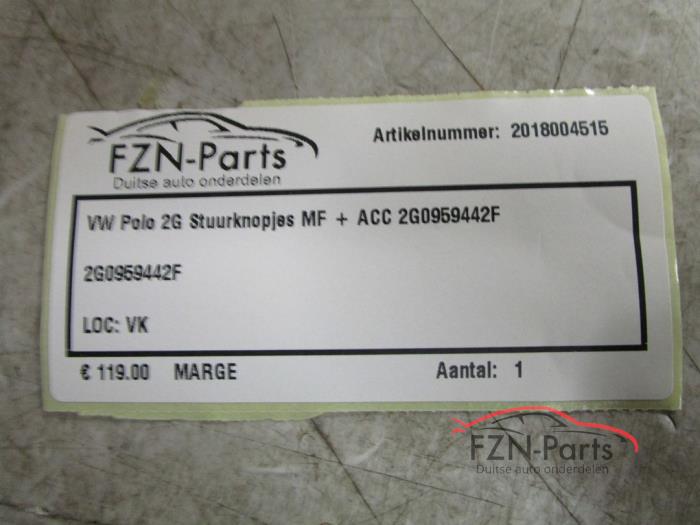 FZN-Parts
Duitse auto onderdelen
Artikelnummer: 2018004515
VW Polo 2G Stuurknopjes MF + ACC 2G0959442F
2G0959442F
LOC: VK
€ 119.00 MARGE
Aantal: 1
FZN-Parts
Duitse auto onderdelen